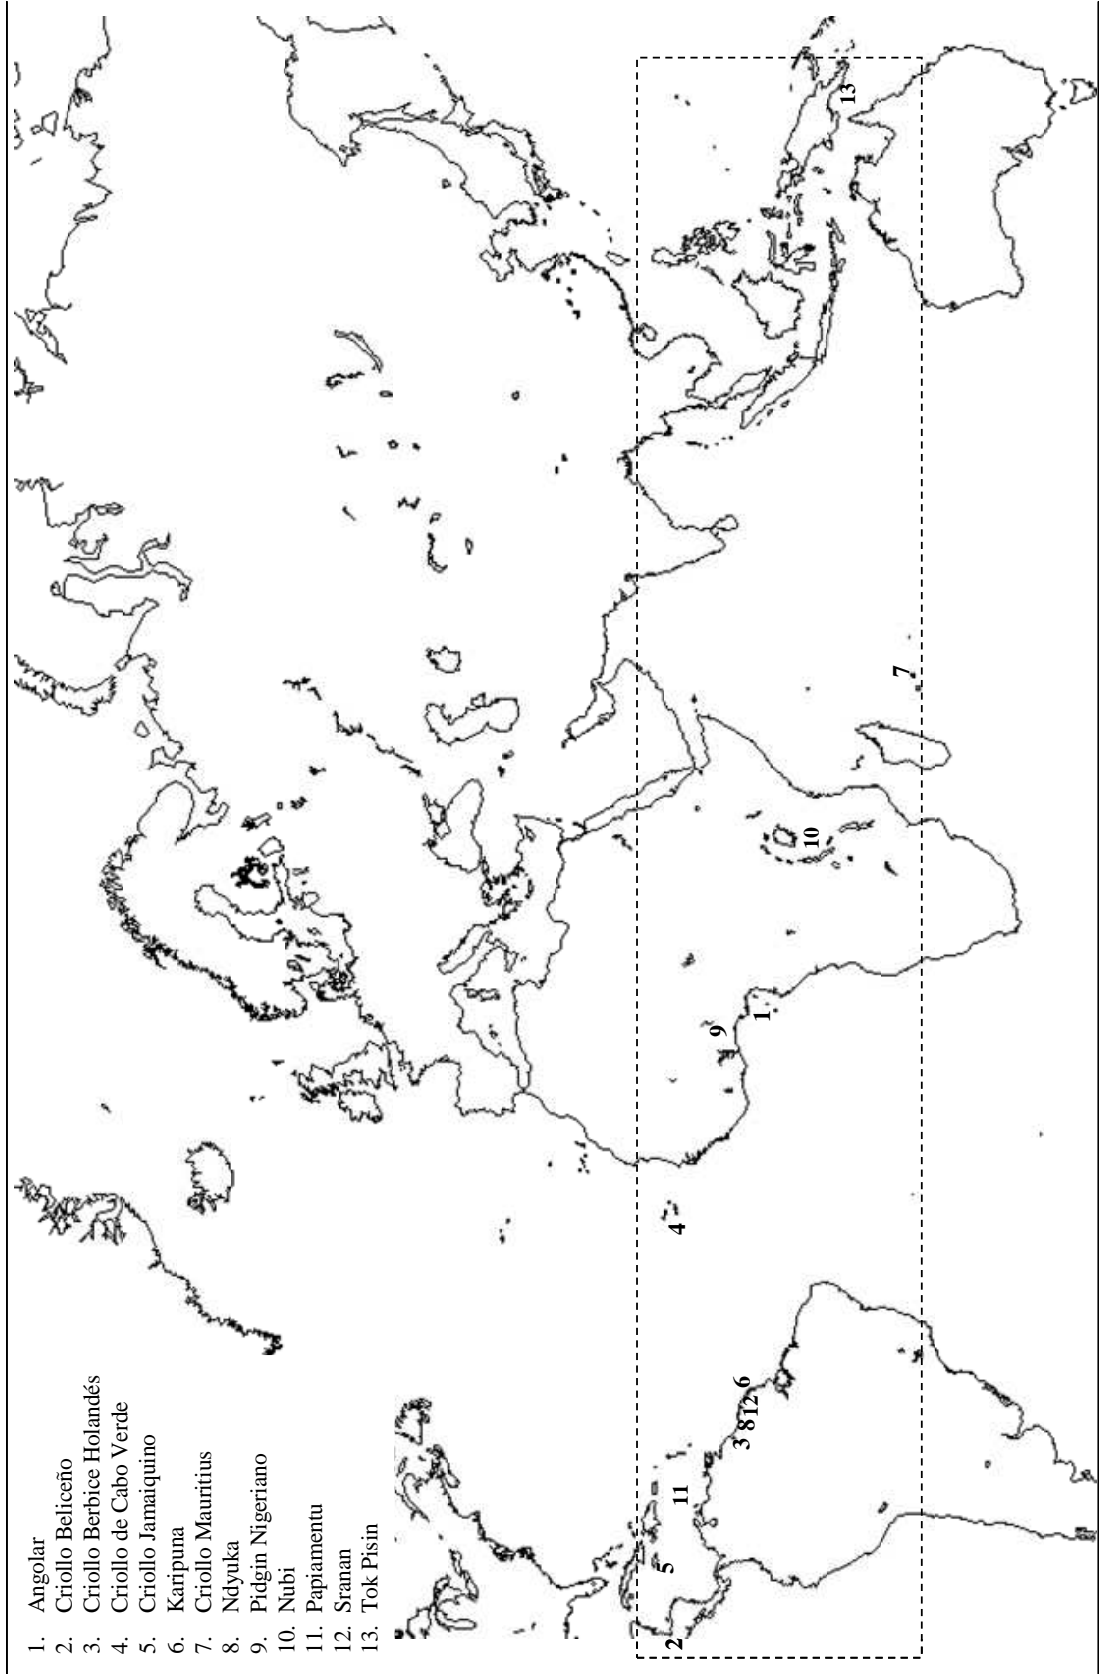 1. Angolar
2. Criollo Beliceño
3. Criollo Berbice Holandés
4. Criollo de Cabo Verde
5. Criollo Jamaiquino
6. Karipuna
7. Criollo Mauritius
8. Ndyuka
9. Pidgin Nigeriano
10. Nubi
11. Papiamentu
12. Sranan
13. Tok Pisin
2
5
11
3
8
12
6
4
9
1
10
7
13